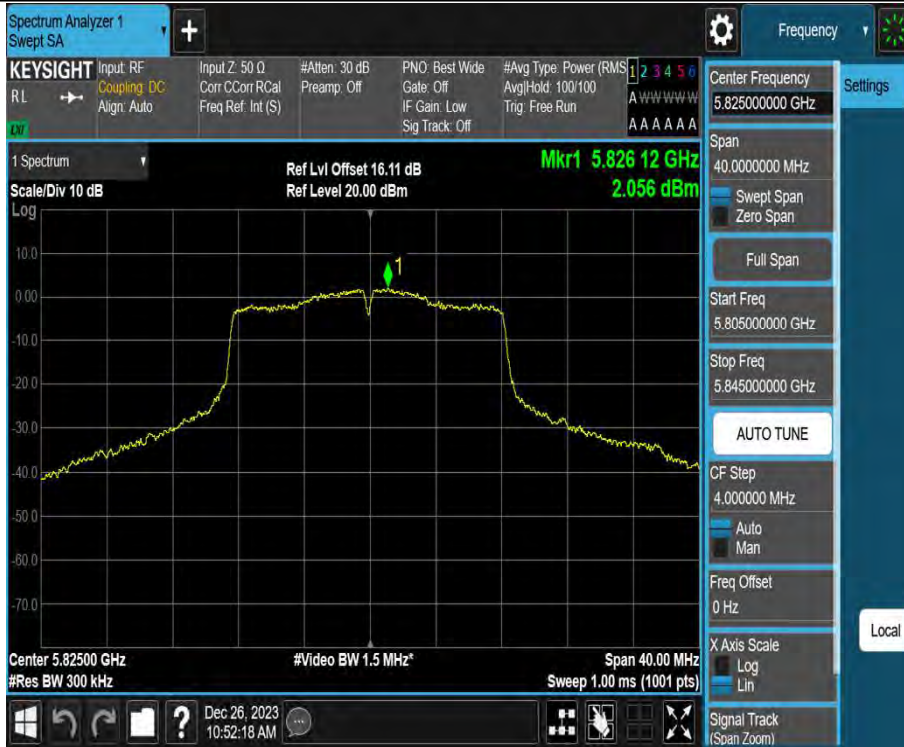 Spectrum Analyzer 1
Swept SA
+
Frequency
KEYSIGHT
RL
LXI
Input: RF
Coupling: DC
Align: Auto
Input Z: 50 Ω
Corr CCorr RCal
Freq Ref: Int (S)
#Atten: 30 dB
Preamp: Off
PNO: Best Wide
Gate: Off
IF Gain: Low
Sig Track: Off
#Avg Type: Power (RMS
Avg|Hold: 100/100
Trig: Free Run
1 2 3 4 5 6
A W W W W W
A A A A A A
1 Spectrum
Scale/Div 10 dB
Log
Ref Lvl Offset 16.11 dB
Ref Level 20.00 dBm
Mkr1 5.826 12 GHz
2.056 dBm
1
10.0
0.00
-10.0
-20.0
-30.0
-40.0
-50.0
-60.0
-70.0
Center 5.82500 GHz
#Res BW 300 kHz
#Video BW 1.5 MHz*
Span 40.00 MHz
Sweep 1.00 ms (1001 pts)
?
Dec 26, 2023
10:52:18 AM
Center Frequency
5.825000000 GHz
Span
40.0000000 MHz
Swept Span
Zero Span
Full Span
Start Freq
5.805000000 GHz
Stop Freq
5.845000000 GHz
AUTO TUNE
CF Step
4.000000 MHz
Auto
Man
Freq Offset
0 Hz
X Axis Scale
Log
Lin
Signal Track
(Span Zoom)
Settings
Local